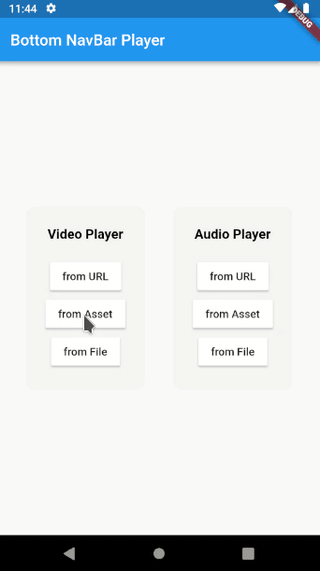 11:44
DEBUG
Bottom NavBar Player
Video Player
from URL
from Asset
from File
Audio Player
from URL
from Asset
from File